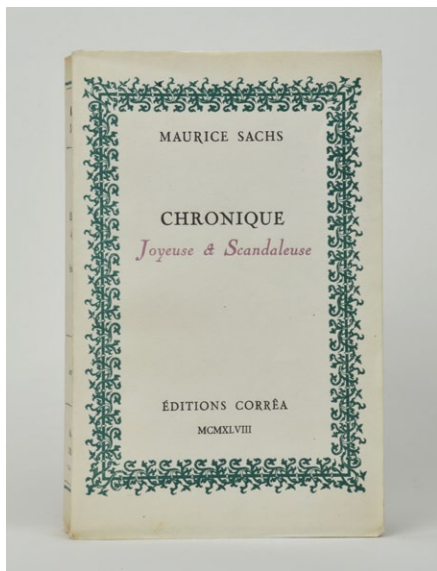 MAURICE SACHS
CHRONIQUE
Joyeuse & Scandaleuse
ÉDITIONS CORRÊA
MCMXLVIII